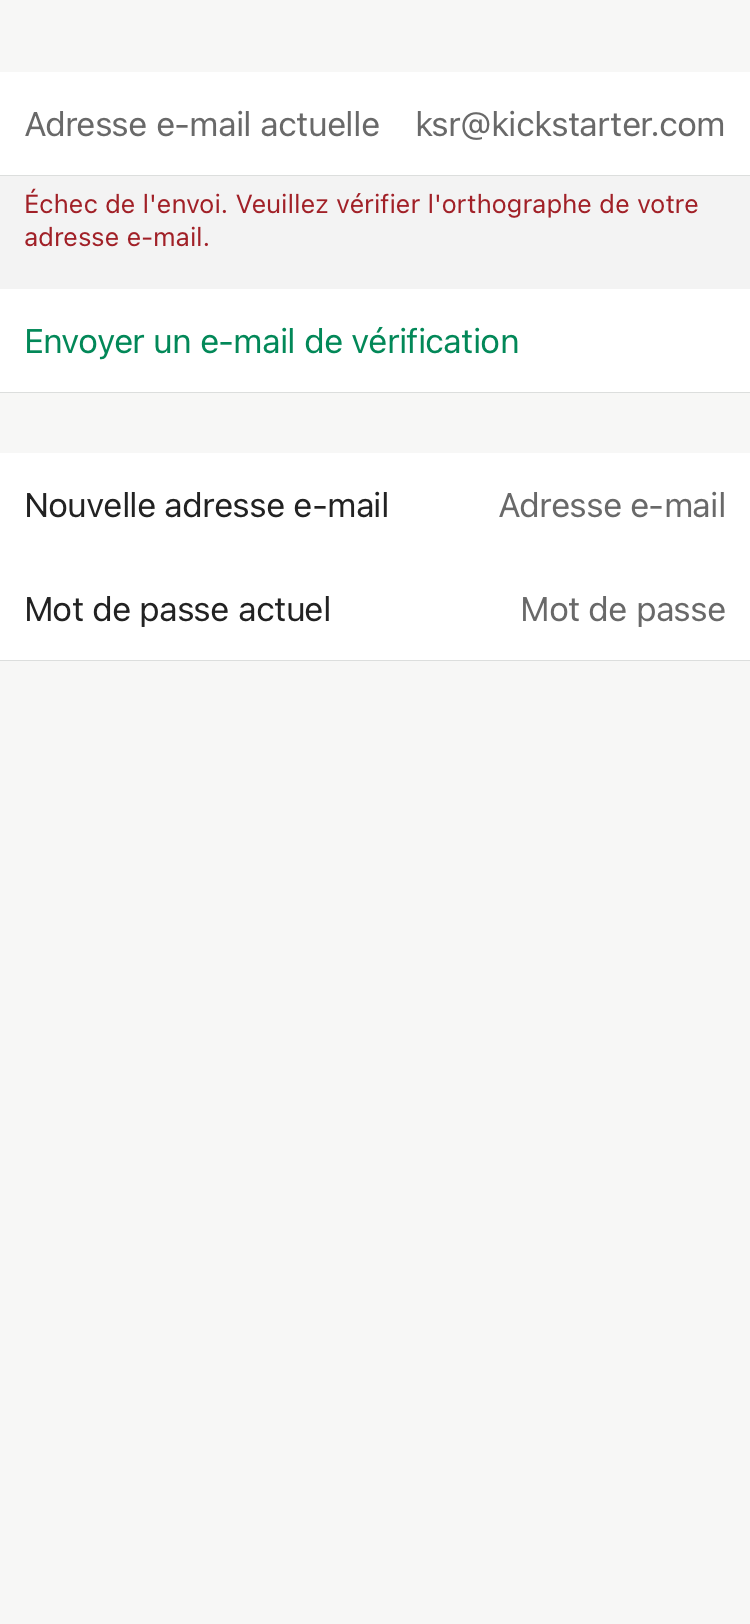 Adresse e-mail actuelle ksr@kickstarter.com
Échec de l'envoi. Veuillez vérifier l'orthographe de votre
adresse e-mail.
Envoyer un e-mail de vérification
Nouvelle adresse e-mail Adresse e-mail
Mot de passe actuel Mot de passe